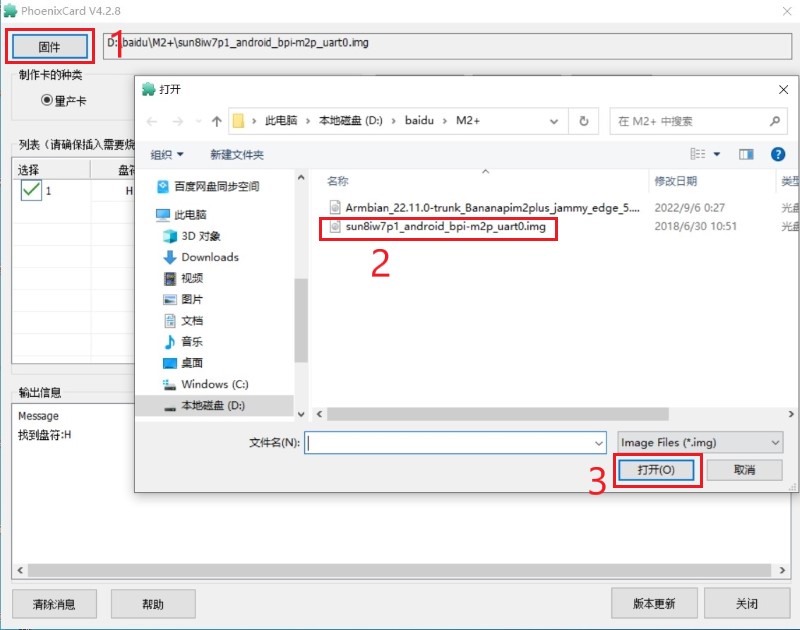 PhoenixCard V4.2.8
固件
1
D:\baidu\M2+\sun8iw7p1_android_bpi-m2p_uart0.img
制作卡的种类
量产卡
列表（请确保插入需要烧
选择
1
H
输出信息
Message
找到盘符:H
打开
此电脑 › 本地磁盘 (D:) › baidu › M2+
在 M2+ 中搜索
组织
新建文件夹
百度网盘同步空间
此电脑
3D 对象
Downloads
视频
图片
文档
音乐
桌面
Windows (C:)
本地磁盘 (D:)
名称
修改日期
Armbian_22.11.0-trunk_Bananapim2plus_jammy_edge_5....
2022/9/6 0:27
光盘
sun8iw7p1_android_bpi-m2p_uart0.img
2018/6/30 10:51
光盘
2
文件名(N):
Image Files (*.img)
3
打开(O)
取消
清除消息
帮助
版本更新
关闭